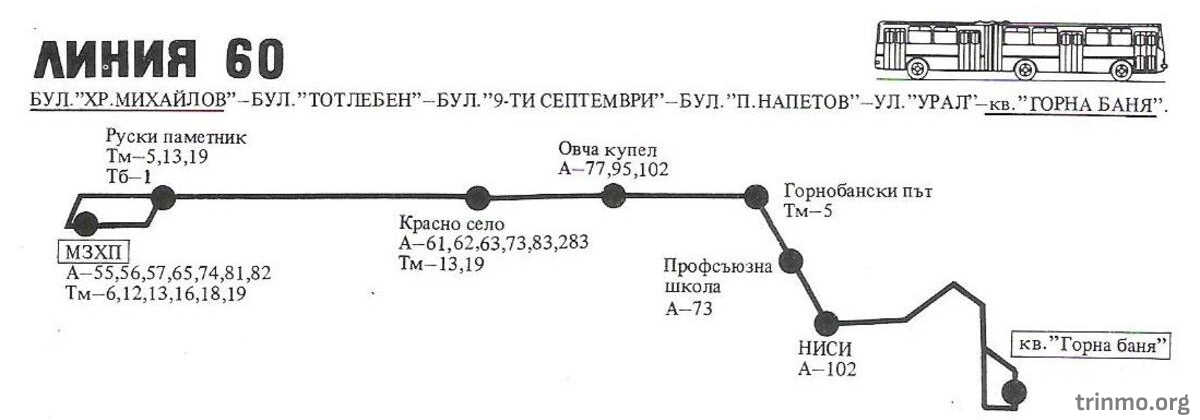 ЛИНИЯ 60
БУЛ."ХР.МИХАЙЛОВ"–БУЛ."ТОТЛЕБЕН"–БУЛ."9-ТИ СЕПТЕМВРИ"–БУЛ."П.НАПЕТОВ"–УЛ."УРАЛ"–кв."ГОРНА БАНЯ".
Руски паметник
Тм–5,13,19
Тб–1
Овча купел
А–77,95,102
Горнобански път
Тм–5
МЗХП
А–55,56,57,65,74,81,82
Тм–6,12,13,16,18,19
Красно село
А–61,62,63,73,83,283
Тм–13,19
Профсъюзна
школа
А–73
НИСИ
А–102
кв."Горна баня"
trinmo.org